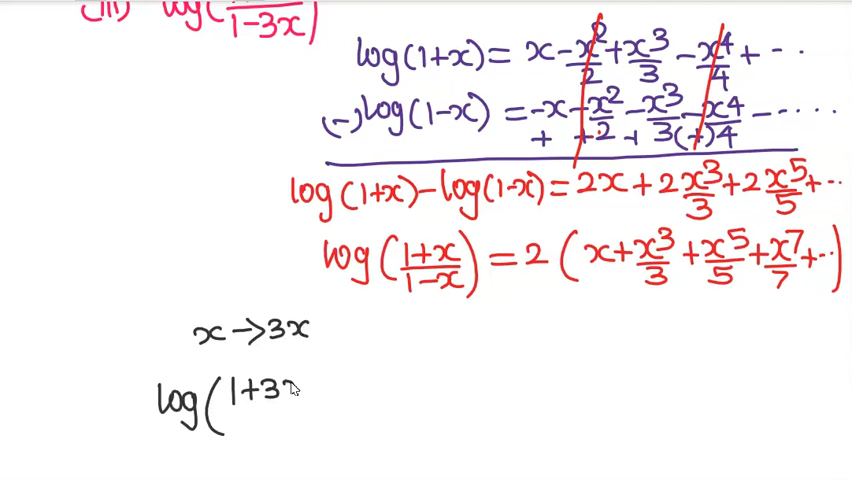 (iii) log( /1-3x)
log(1+x) = x - x²/2 + x³/3 - x⁴/4 + ...
(-) log(1-x) = -x - x²/2 - x³/3 - x⁴/4 - ....
+ + + (+)
log(1+x) - log(1-x) = 2x + 2x³/3 + 2x⁵/5 + ...
log(1+x/1-x) = 2(x + x³/3 + x⁵/5 + x⁷/7 + ...)
x → 3x
log(1+3x